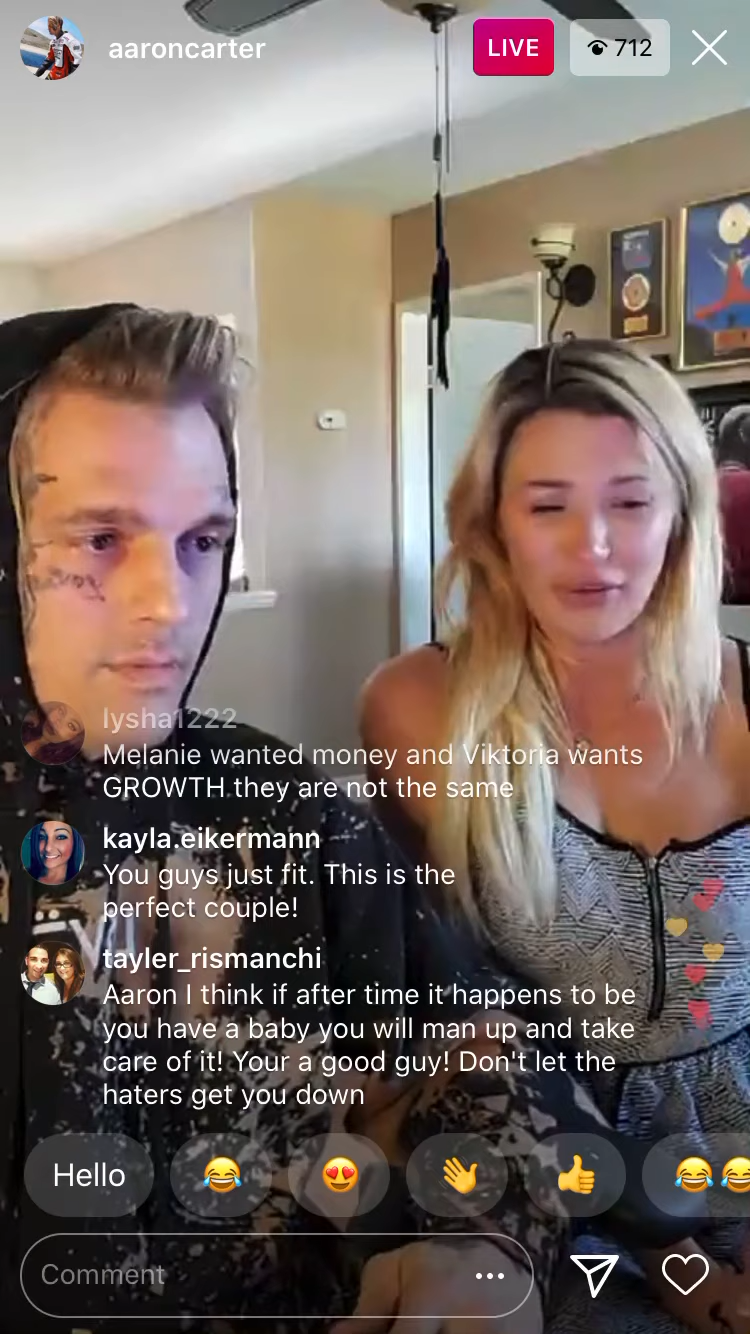 aaroncarter
LIVE
712
lysha1222
Melanie wanted money and Viktoria wants
GROWTH they are not the same
kayla.eikermann
You guys just fit. This is the
perfect couple!
tayler_rismanchi
Aaron I think if after time it happens to be
you have a baby you will man up and take
care of it! Your a good guy! Don't let the
haters get you down
Hello
Comment